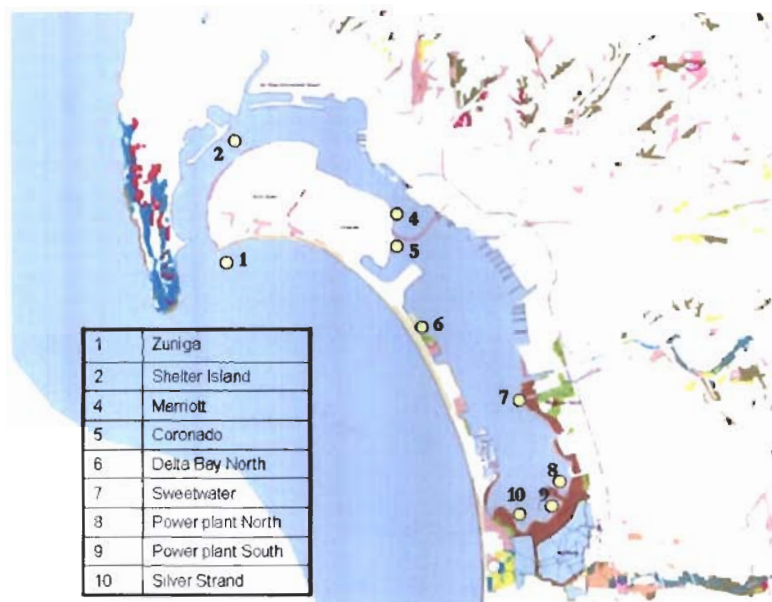 2
4
5
1
6
7
8
9
10
1 Zuniga
2 Shelter Island
4 Marriott
5 Coronado
6 Delta Bay North
7 Sweetwater
8 Power plant North
9 Power plant South
10 Silver Strand